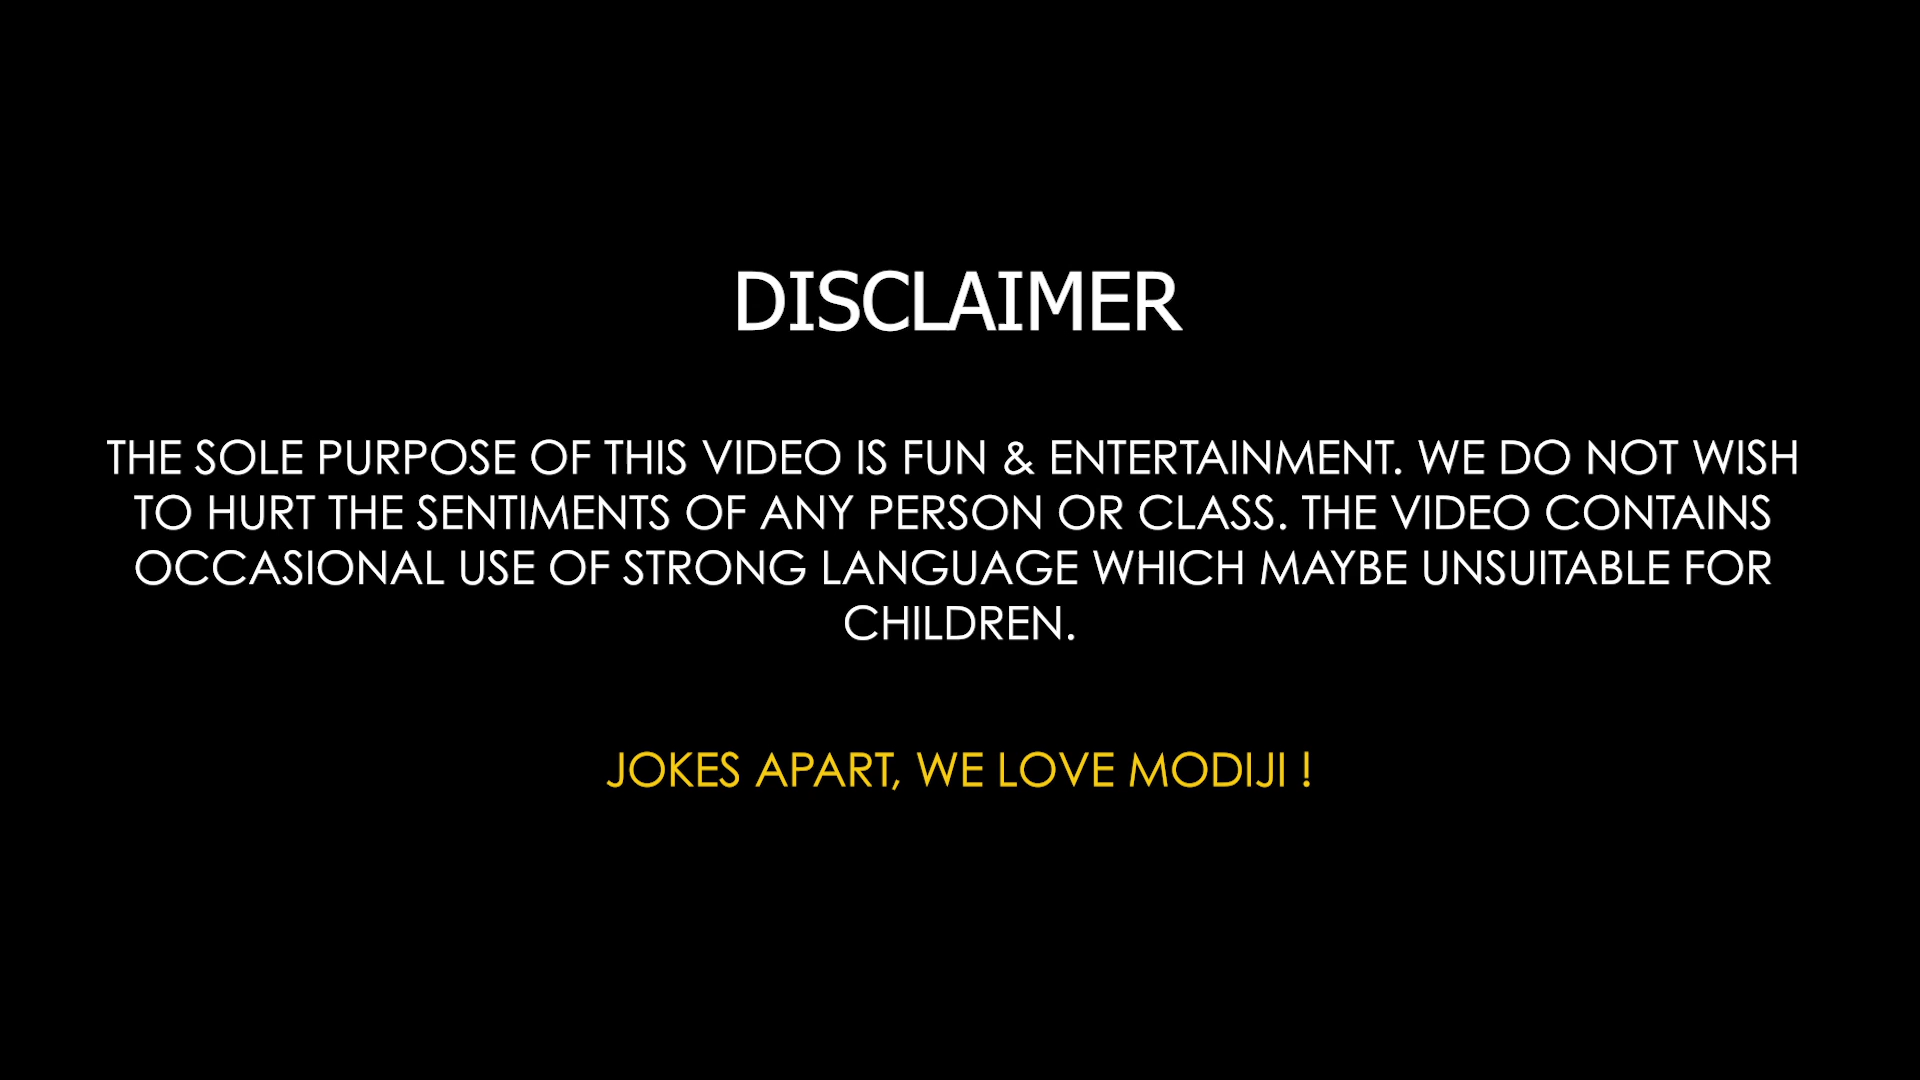 DISCLAIMER
THE SOLE PURPOSE OF THIS VIDEO IS FUN & ENTERTAINMENT. WE DO NOT WISH
TO HURT THE SENTIMENTS OF ANY PERSON OR CLASS. THE VIDEO CONTAINS
OCCASIONAL USE OF STRONG LANGUAGE WHICH MAYBE UNSUITABLE FOR
CHILDREN.
JOKES APART, WE LOVE MODIJI !